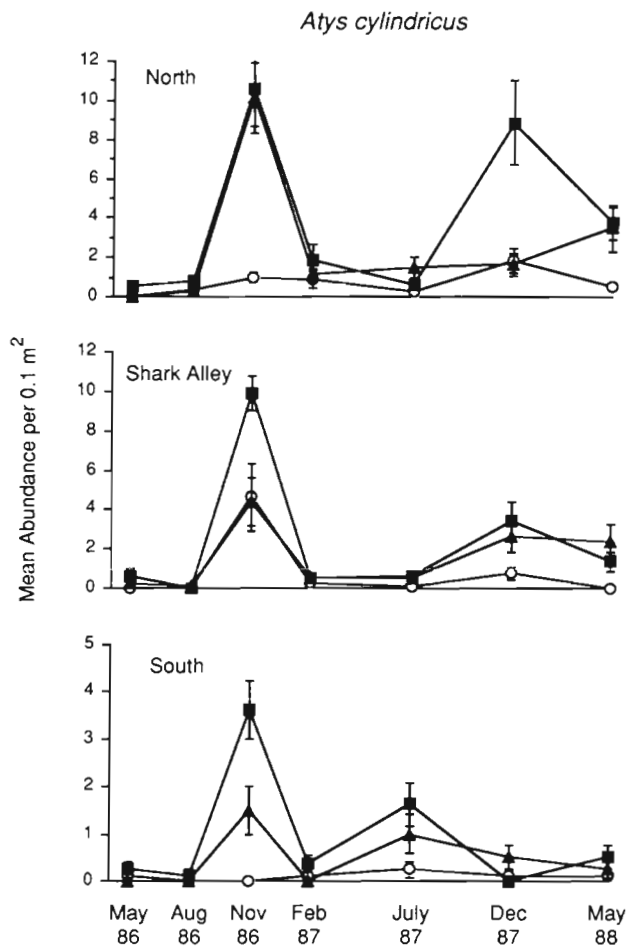 Atys cylindricus
North
12
10
8
6
4
2
0
Shark Alley
12
10
8
6
4
2
0
Mean Abundance per 0.1 m²
South
5
4
3
2
1
0
May Aug Nov Feb July Dec May
86 86 86 87 87 87 88